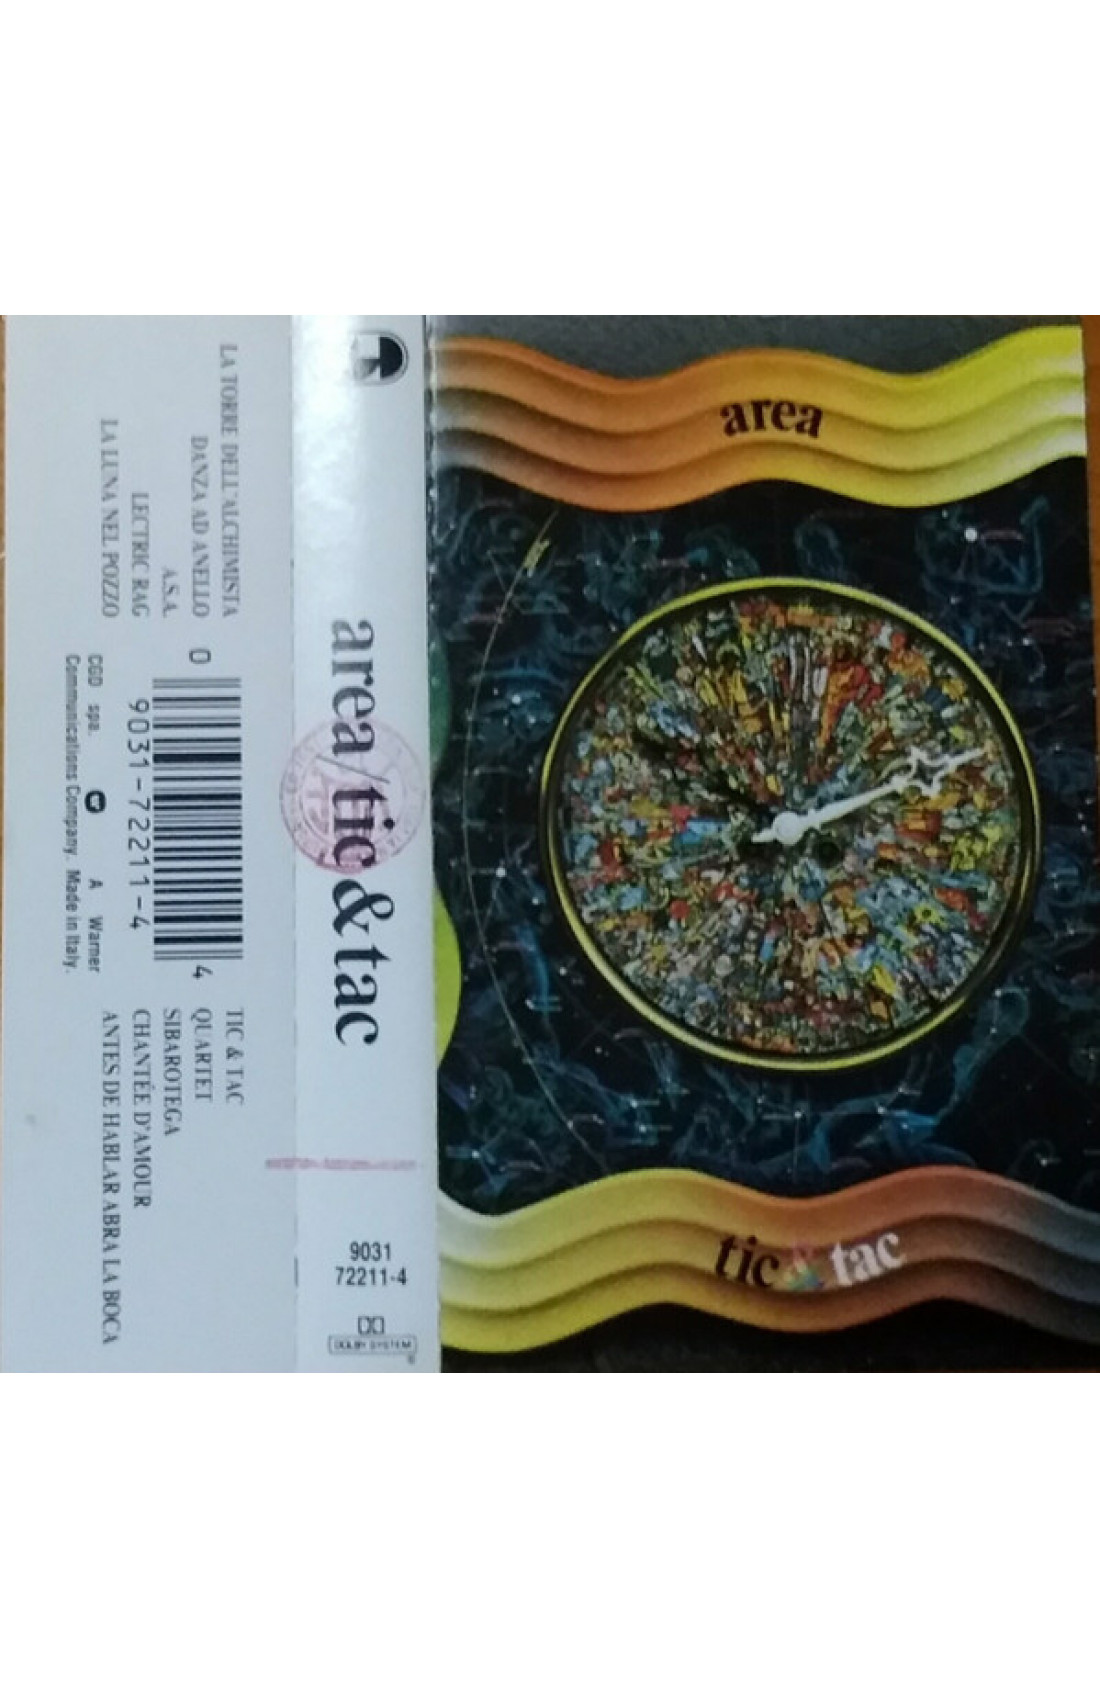 area
tic & tac
area/tic & tac
9031
72211-4
DOLBY SYSTEM
LA TORRE DELL'ALCHIMISTA
DANZA AD ANELLO
A.S.A.
LECTRIC RAG
LA LUNA NEL POZZO
0
9031-72211-4
4
CGD spa. A Warner
Communications Company. Made in Italy.
TIC & TAC
QUARTET
SIBAROTEGA
CHANTÉE D'AMOUR
ANTES DE HABLAR ABRA LA BOCA